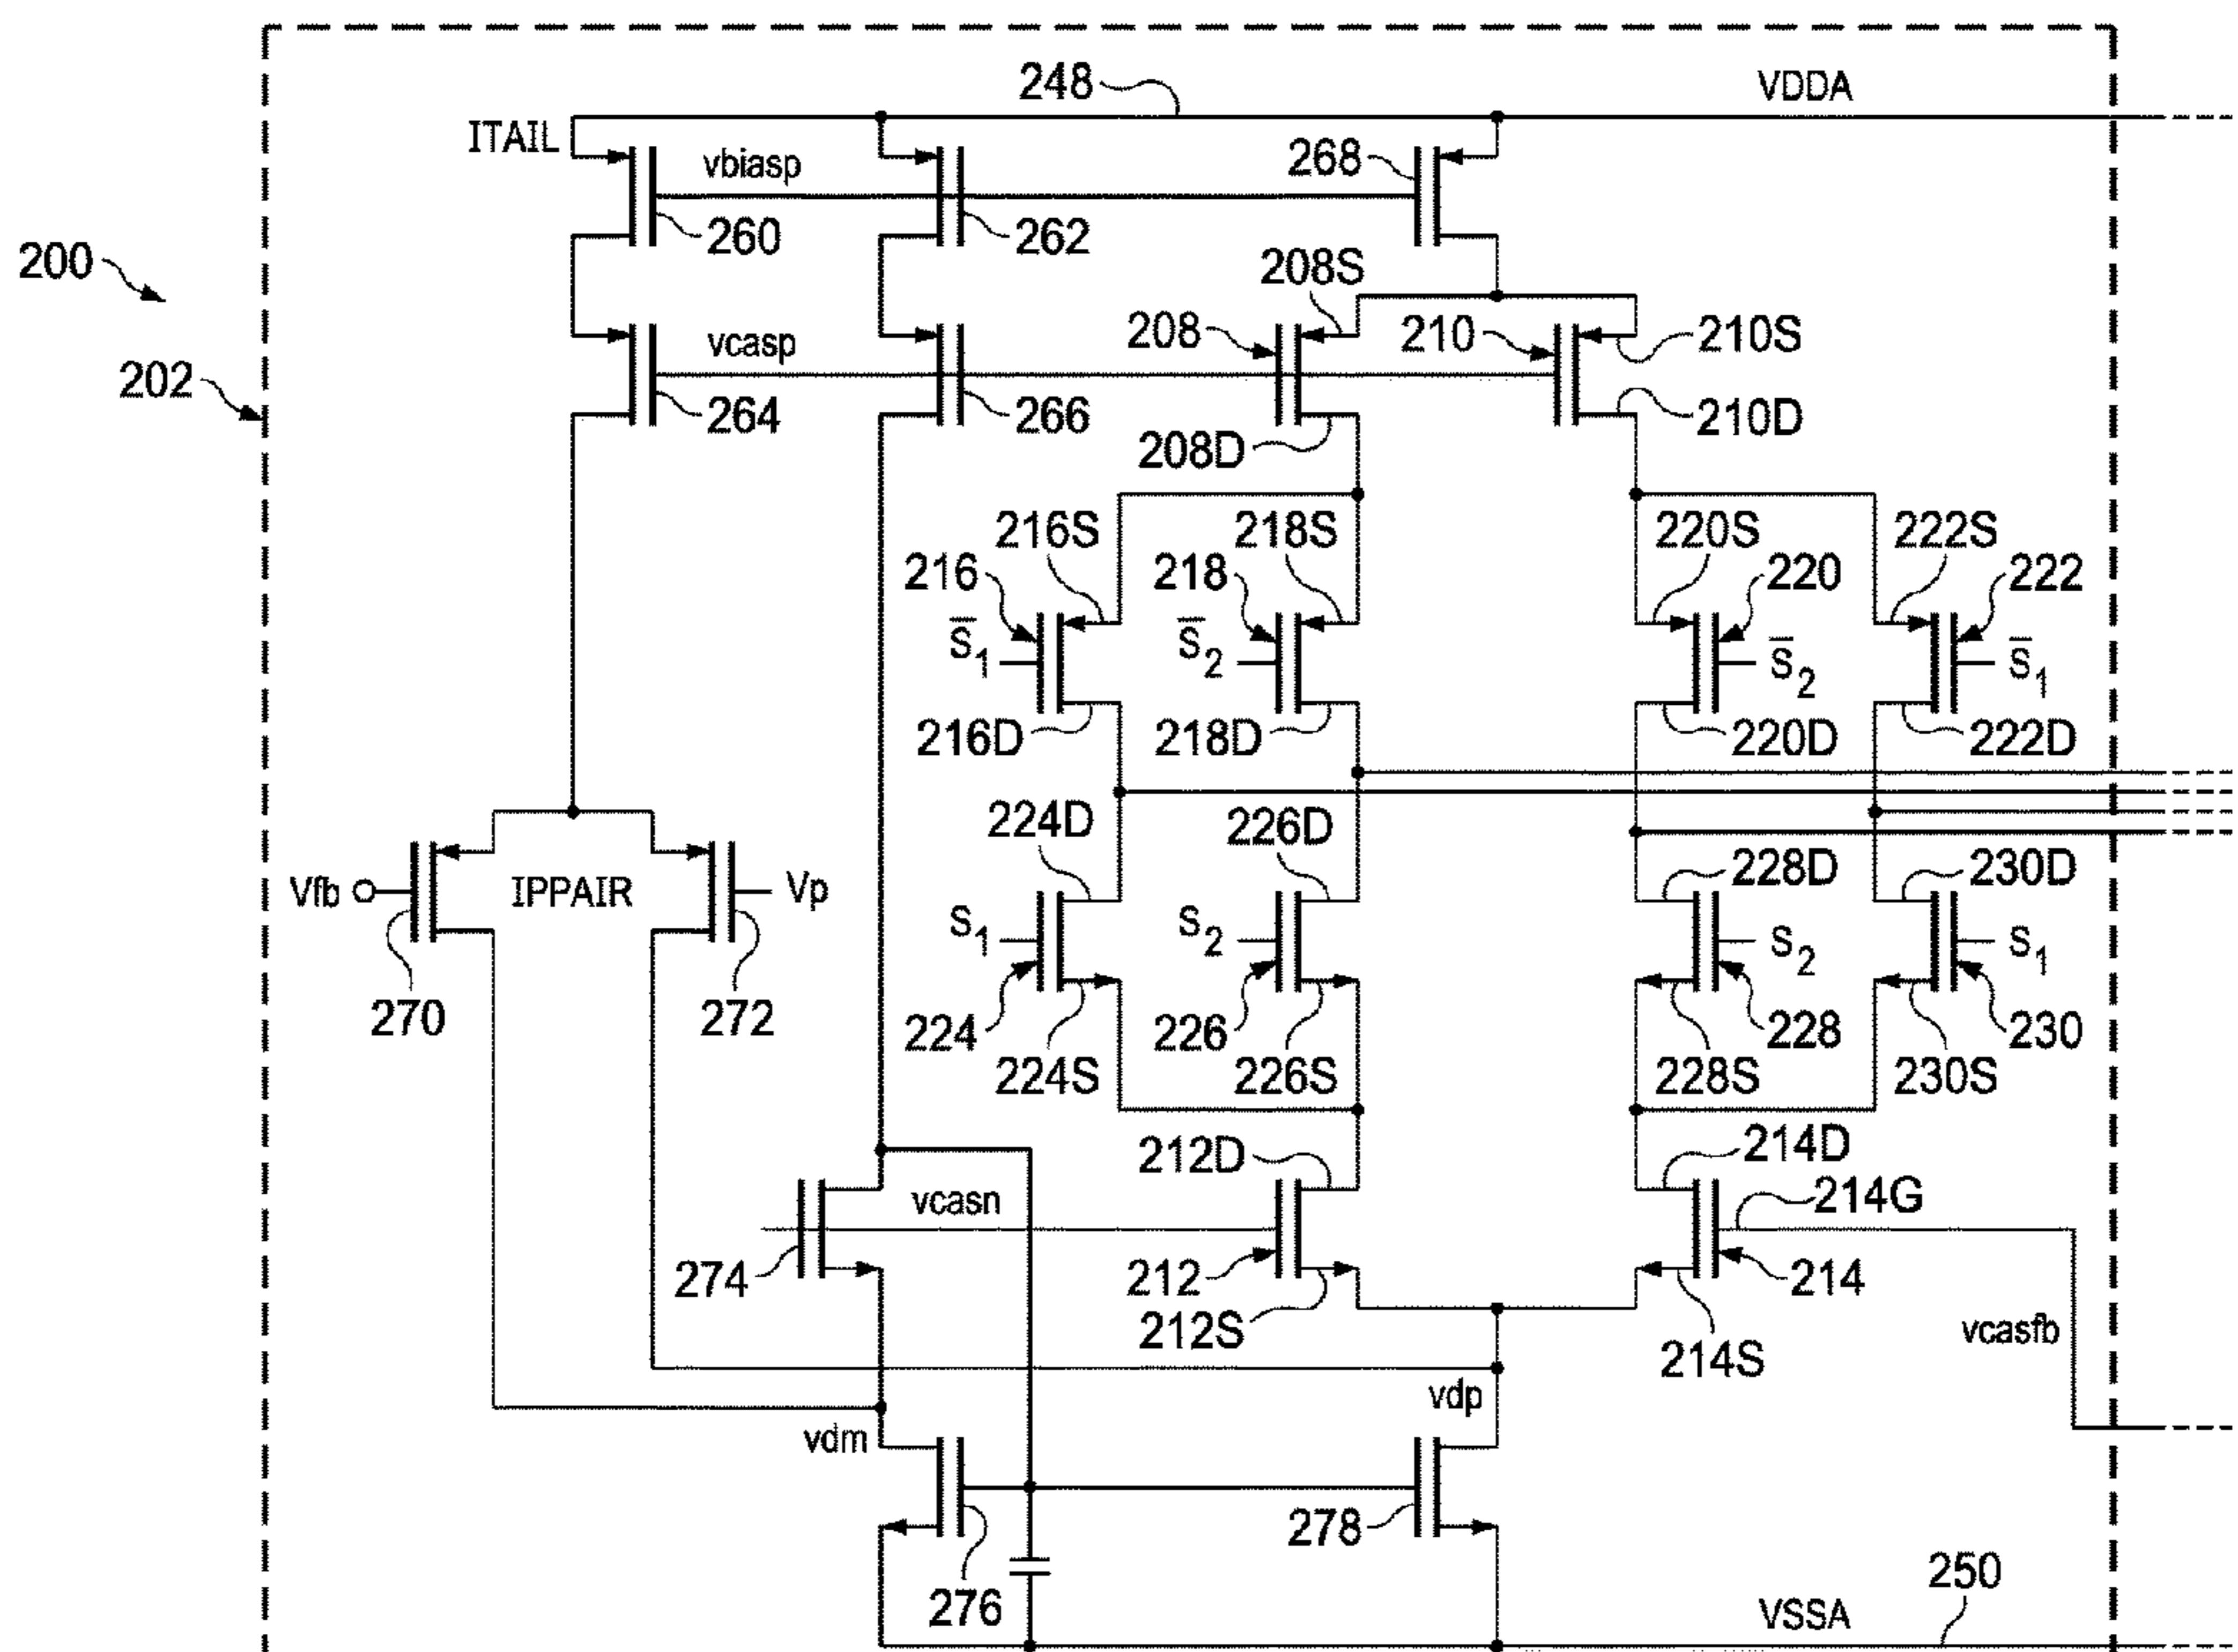 248
VDDA
ITAIL
vbiasp
268
260
262
200
208S
208
210
210S
vcasp
202
264
266
210D
208D
216S
218S
220S
222S
216
218
220
222
S̅1
S̅2
S̅2
S̅1
216D
218D
220D
222D
224D
226D
228D
230D
Vfb
IPPAIR
Vp
S1
S2
S2
S1
270
272
224
226
228
230
224S
226S
228S
230S
212D
214D
vcasn
214G
274
212
214
212S
214S
vcasfb
vdp
vdm
278
276
250
VSSA